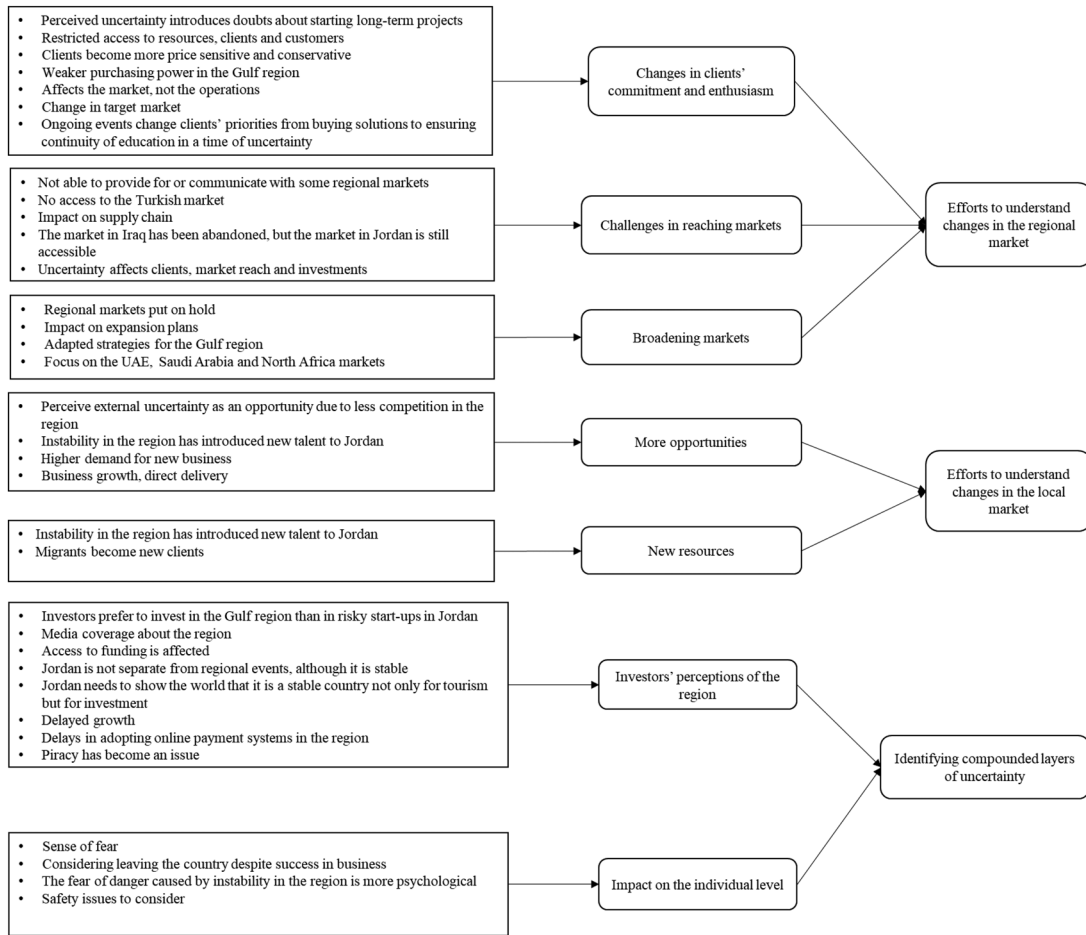 • Perceived uncertainty introduces doubts about starting long-term projects
• Restricted access to resources, clients and customers
• Clients become more price sensitive and conservative
• Weaker purchasing power in the Gulf region
• Affects the market, not the operations
• Change in target market
• Ongoing events change clients’ priorities from buying solutions to ensuring
continuity of education in a time of uncertainty
Changes in clients’
commitment and enthusiasm
• Not able to provide for or communicate with some regional markets
• No access to the Turkish market
• Impact on supply chain
• The market in Iraq has been abandoned, but the market in Jordan is still
accessible
• Uncertainty affects clients, market reach and investments
Challenges in reaching markets
Efforts to understand
changes in the regional
market
• Regional markets put on hold
• Impact on expansion plans
• Adapted strategies for the Gulf region
• Focus on the UAE, Saudi Arabia and North Africa markets
Broadening markets
• Perceive external uncertainty as an opportunity due to less competition in the
region
• Instability in the region has introduced new talent to Jordan
• Higher demand for new business
• Business growth, direct delivery
More opportunities
Efforts to understand
changes in the local
market
• Instability in the region has introduced new talent to Jordan
• Migrants become new clients
New resources
• Investors prefer to invest in the Gulf region than in risky start-ups in Jordan
• Media coverage about the region
• Access to funding is affected
• Jordan is not separate from regional events, although it is stable
• Jordan needs to show the world that it is a stable country not only for tourism
but for investment
• Delayed growth
• Delays in adopting online payment systems in the region
• Piracy has become an issue
Investors’ perceptions of the
region
Identifying compounded layers
of uncertainty
• Sense of fear
• Considering leaving the country despite success in business
• The fear of danger caused by instability in the region is more psychological
• Safety issues to consider
Impact on the individual level